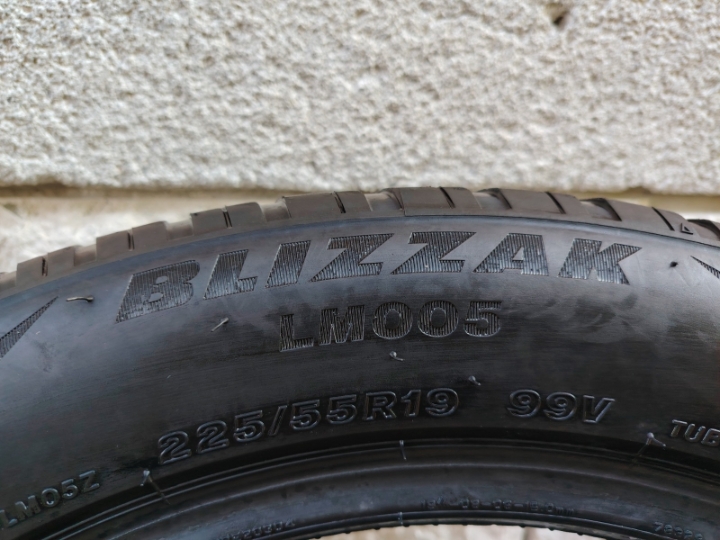 BLIZZAK
LM005
225/55R19 99V
TUB
LM05Z